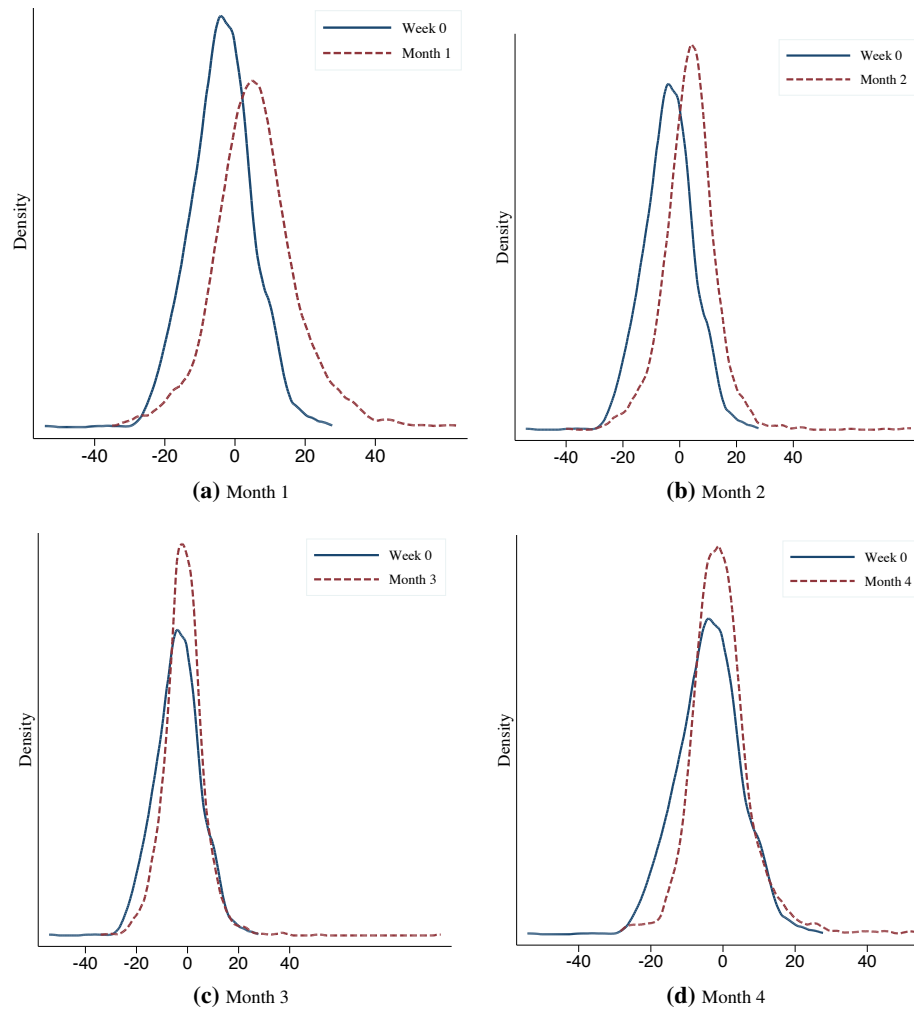 Week 0
Month 1
Density
-40 -20 0 20 40
(a) Month 1
Week 0
Month 2
Density
-40 -20 0 20 40
(b) Month 2
Week 0
Month 3
Density
-40 -20 0 20 40
(c) Month 3
Week 0
Month 4
Density
-40 -20 0 20 40
(d) Month 4